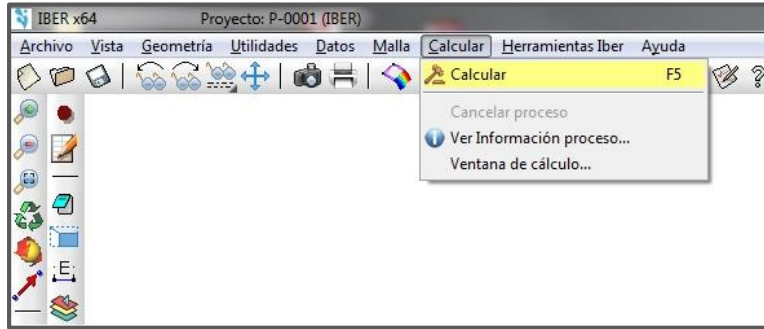 IBER x64 Proyecto: P-0001 (IBER)
Archivo Vista Geometría Utilidades Datos Malla Calcular Herramientas Iber Ayuda
Calcular F5
Cancelar proceso
Ver Información proceso...
Ventana de cálculo...
E